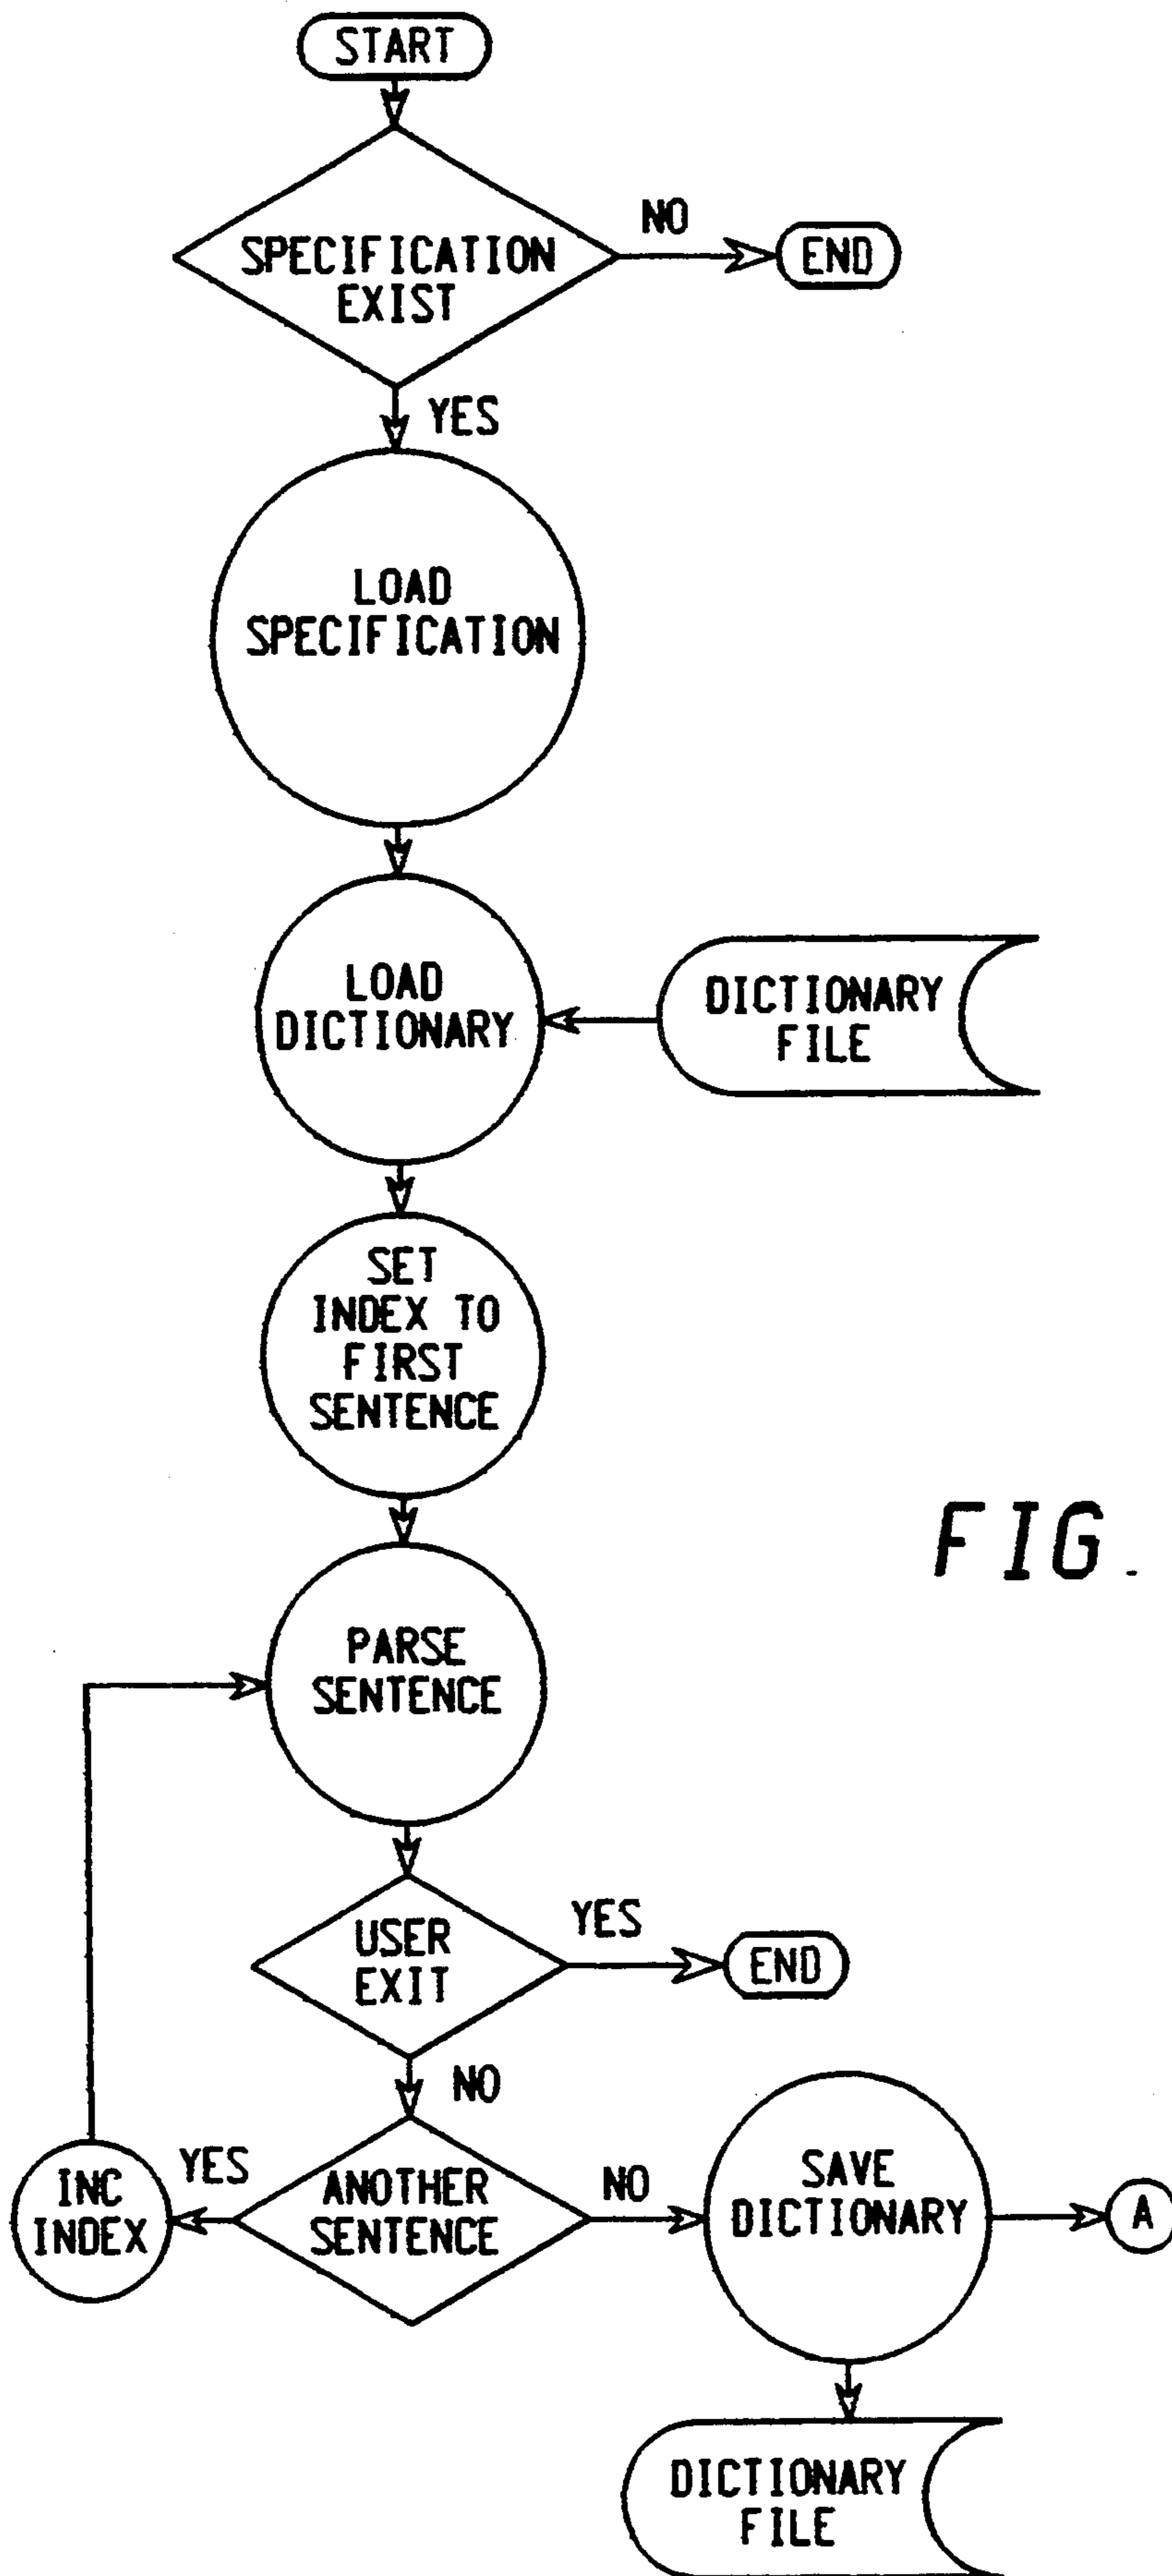 START
NO
SPECIFICATION
EXIST
END
YES
LOAD
SPECIFICATION
LOAD
DICTIONARY
DICTIONARY
FILE
SET
INDEX TO
FIRST
SENTENCE
FIG.
PARSE
SENTENCE
USER
EXIT
YES
END
NO
INC
INDEX
YES
ANOTHER
SENTENCE
NO
SAVE
DICTIONARY
A
DICTIONARY
FILE